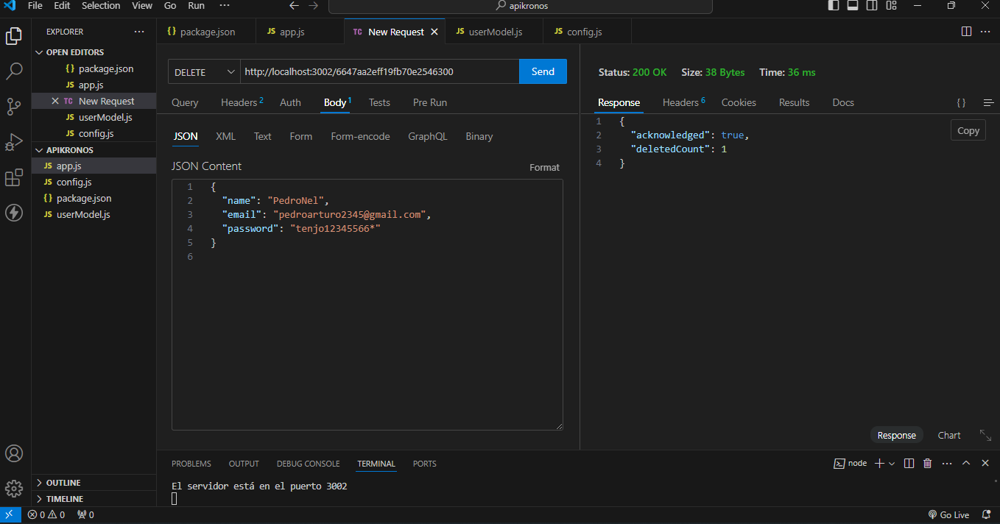 File Edit Selection View Go Run ··· apikronos
EXPLORER ···
OPEN EDITORS
{} package.json
JS app.js
TC New Request
JS userModel.js
JS config.js
APIKRONOS
JS app.js
JS config.js
{} package.json
JS userModel.js
OUTLINE
TIMELINE
{} package.json JS app.js TC New Request JS userModel.js JS config.js
DELETE http://localhost:3002/6647aa2eff19fb70e2546300 Send
Query Headers 2 Auth Body 1 Tests Pre Run
JSON XML Text Form Form-encode GraphQL Binary
JSON Content Format
1 {
2 "name": "PedroNel",
3 "email": "pedroarturo2345@gmail.com",
4 "password": "tenjo12345566*"
5 }
6
Status: 200 OK Size: 38 Bytes Time: 36 ms
Response Headers 6 Cookies Results Docs {}
1 {
2 "acknowledged": true,
3 "deletedCount": 1
4 }
Copy
Response Chart
PROBLEMS OUTPUT DEBUG CONSOLE TERMINAL PORTS node ···
El servidor está en el puerto 3002
0 0 0 Go Live